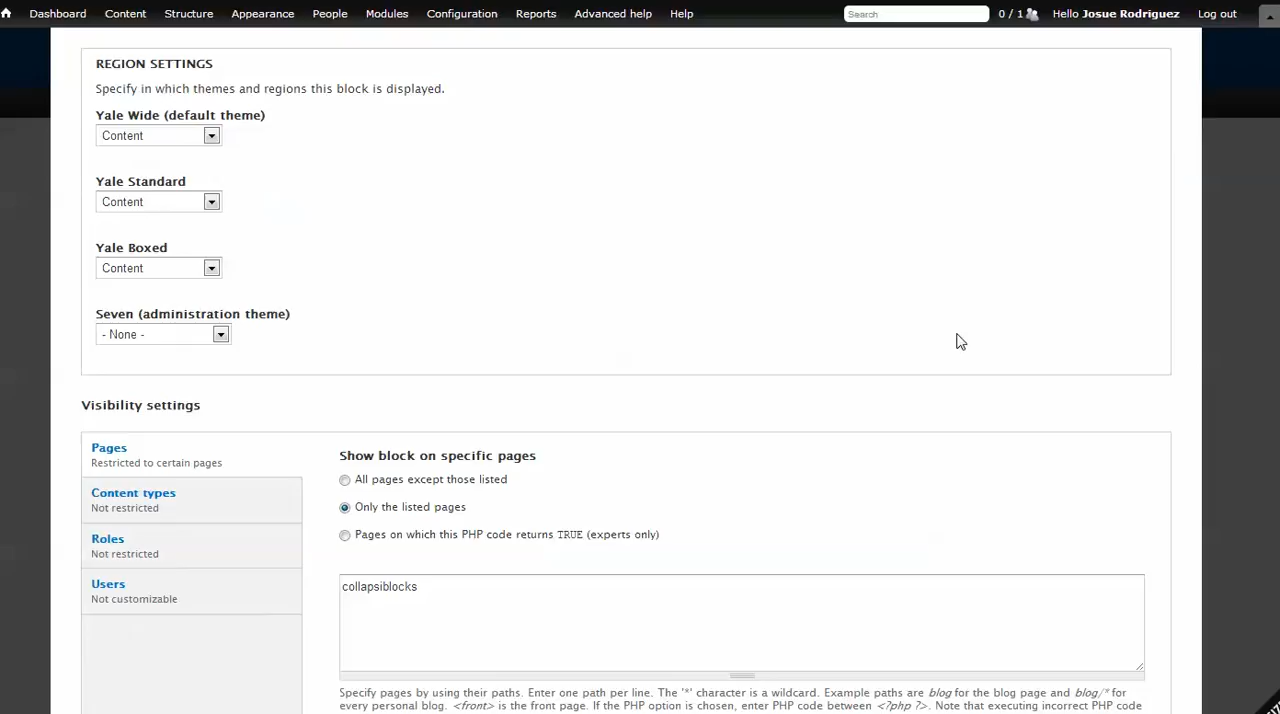 Dashboard Content Structure Appearance People Modules Configuration Reports Advanced help Help Search 0 / 1 Hello Josue Rodriguez Log out
REGION SETTINGS
Specify in which themes and regions this block is displayed.
Yale Wide (default theme)
Content
Yale Standard
Content
Yale Boxed
Content
Seven (administration theme)
- None -
Visibility settings
Pages
Restricted to certain pages
Content types
Not restricted
Roles
Not restricted
Users
Not customizable
Show block on specific pages
All pages except those listed
Only the listed pages
Pages on which this PHP code returns TRUE (experts only)
collapsiblocks
Specify pages by using their paths. Enter one path per line. The '*' character is a wildcard. Example paths are blog for the blog page and blog/* for
every personal blog. <front> is the front page. If the PHP option is chosen, enter PHP code between <?php ?>. Note that executing incorrect PHP code